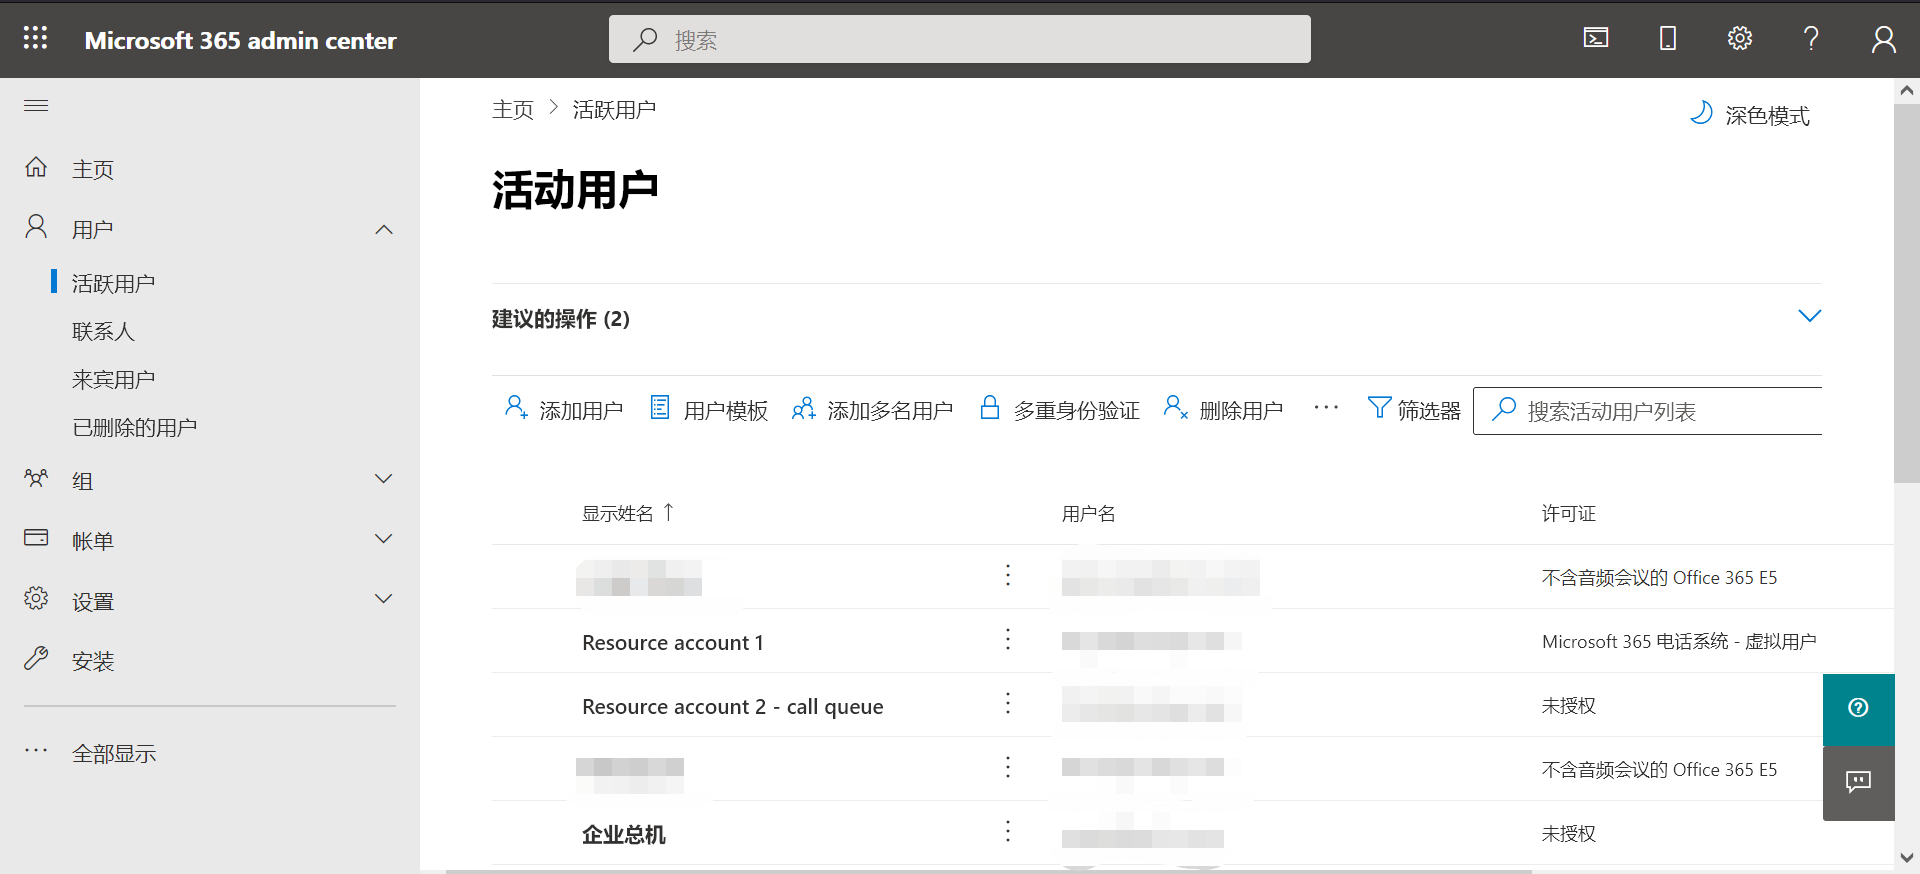 Microsoft 365 admin center
搜索
主页
用户
活跃用户
联系人
来宾用户
已删除的用户
组
帐单
设置
安装
全部显示
主页 > 活跃用户
深色模式
活动用户
建议的操作 (2)
添加用户 用户模板 添加多名用户 多重身份验证 删除用户 ... 筛选器 搜索活动用户列表
显示姓名 ↑ 用户名 许可证
不含音频会议的 Office 365 E5
Resource account 1 Microsoft 365 电话系统 - 虚拟用户
Resource account 2 - call queue 未授权
不含音频会议的 Office 365 E5
企业总机 未授权